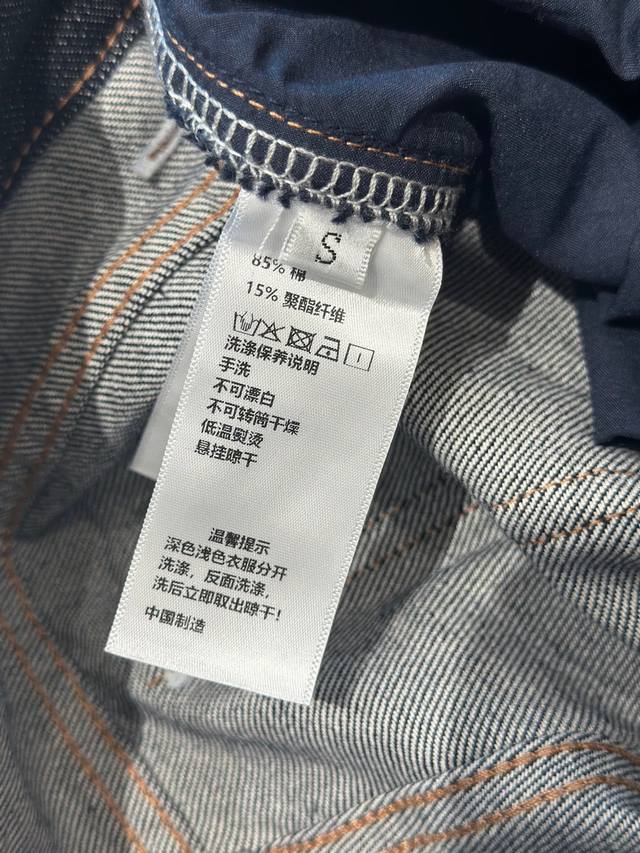 S
85% 棉
15% 聚酯纤维
洗涤保养说明
手洗
不可漂白
不可转筒干燥
低温熨烫
悬挂晾干
温馨提示
深色浅色衣服分开
洗涤，反面洗涤，
洗后立即取出晾干！
中国制造